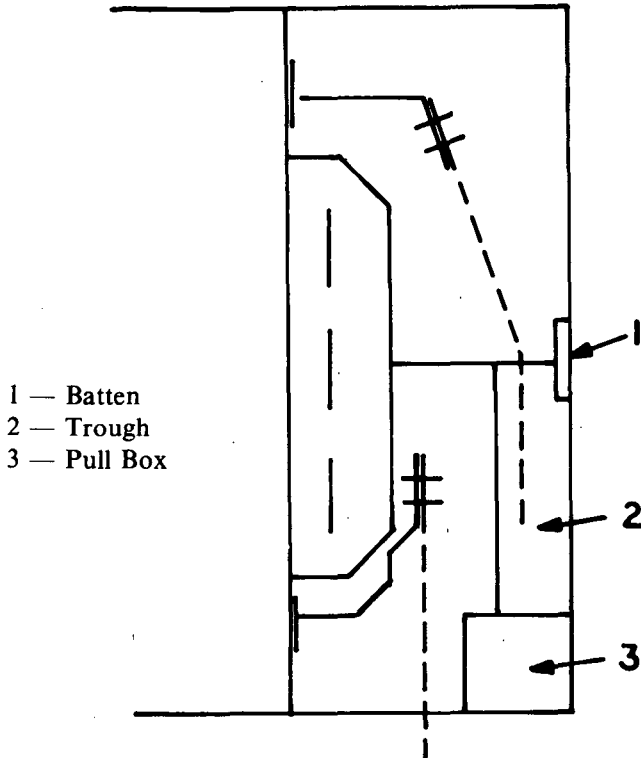 1
1 — Batten
2 — Trough
3 — Pull Box
2
3